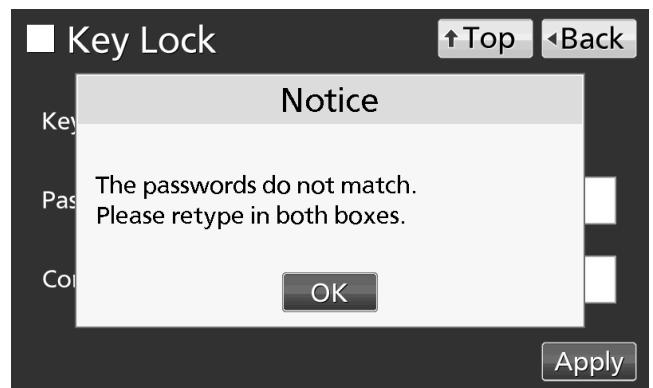 Key Lock
↑Top
◂Back
Notice
Key
The passwords do not match.
Pas
Please retype in both boxes.
Co
OK
Apply